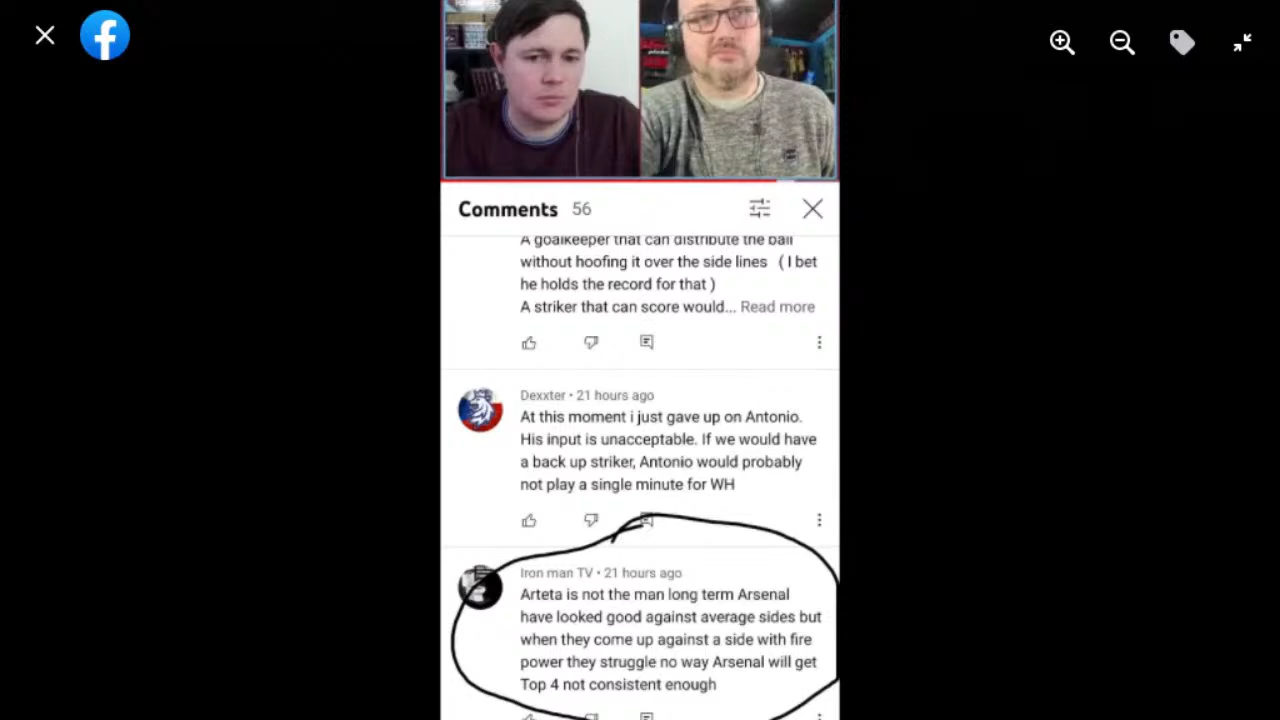 Comments 56
A goalkeeper that can distribute the ball
without hoofing it over the side lines ( I bet
he holds the record for that )
A striker that can score would... Read more
Dexxter • 21 hours ago
At this moment i just gave up on Antonio.
His input is unacceptable. If we would have
a back up striker, Antonio would probably
not play a single minute for WH
Iron man TV • 21 hours ago
Arteta is not the man long term Arsenal
have looked good against average sides but
when they come up against a side with fire
power they struggle no way Arsenal will get
Top 4 not consistent enough